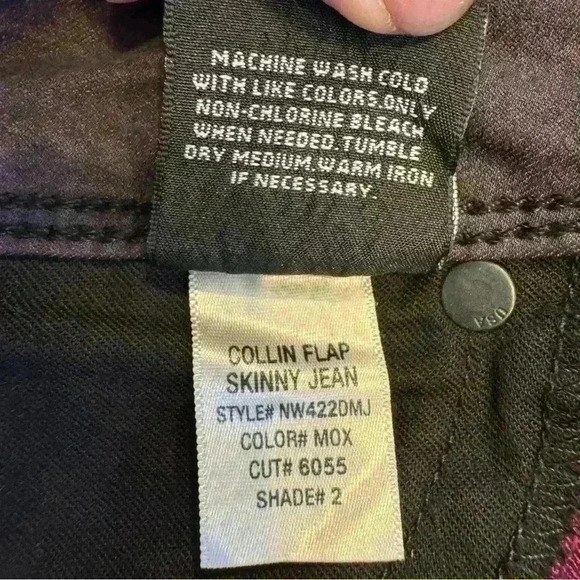 MACHINE WASH COLD
WITH LIKE COLORS.ONLY
NON-CHLORINE BLEACH
WHEN NEEDED.TUMBLE
DRY MEDIUM.WARM IRON
IF NECESSARY.
USA
COLLIN FLAP
SKINNY JEAN
STYLE# NW422DMJ
COLOR# MOX
CUT# 6055
SHADE# 2